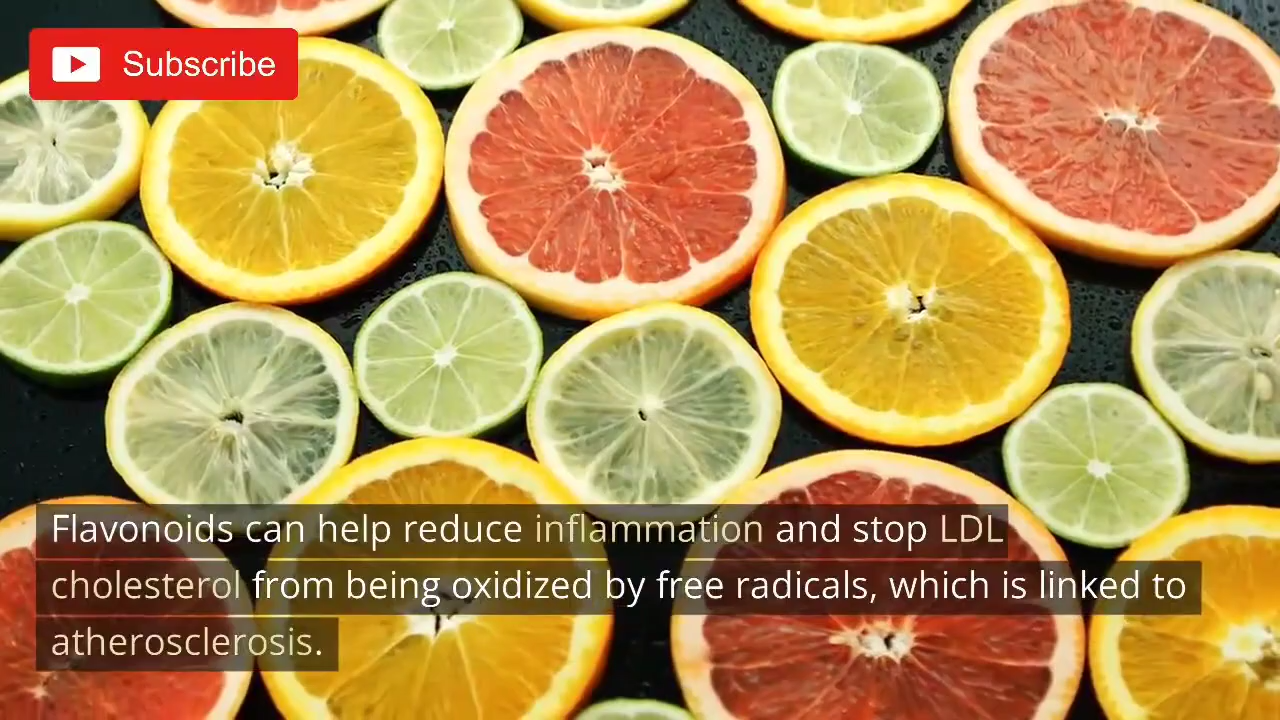 Subscribe
Flavonoids can help reduce inflammation and stop LDL
cholesterol from being oxidized by free radicals, which is linked to
atherosclerosis.